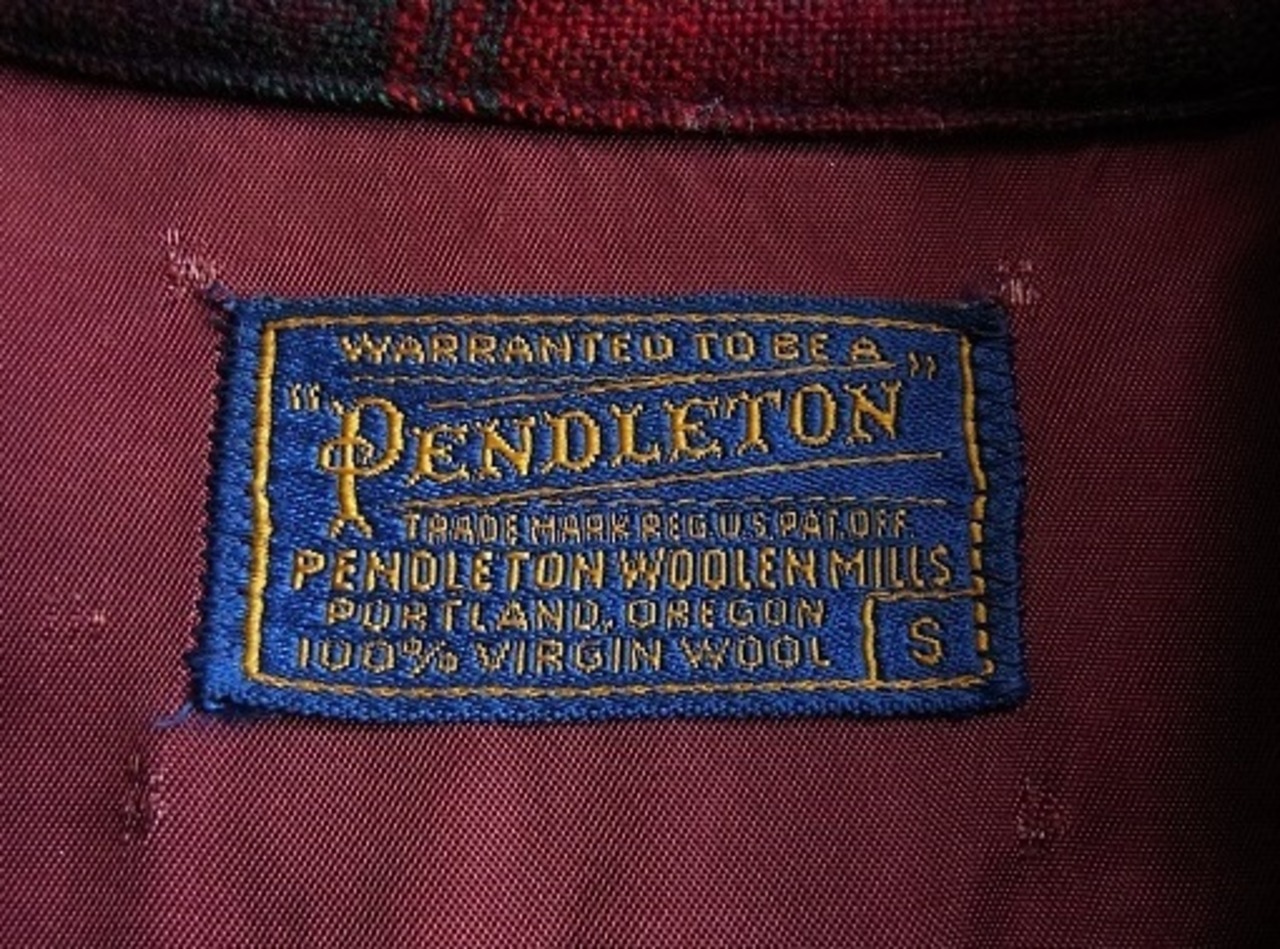 WARRANTED TO BE A
"PENDLETON"
TRADE MARK REG. U.S. PAT. OFF.
PENDLETON WOOLEN MILLS
PORTLAND, OREGON
100% VIRGIN WOOL
S